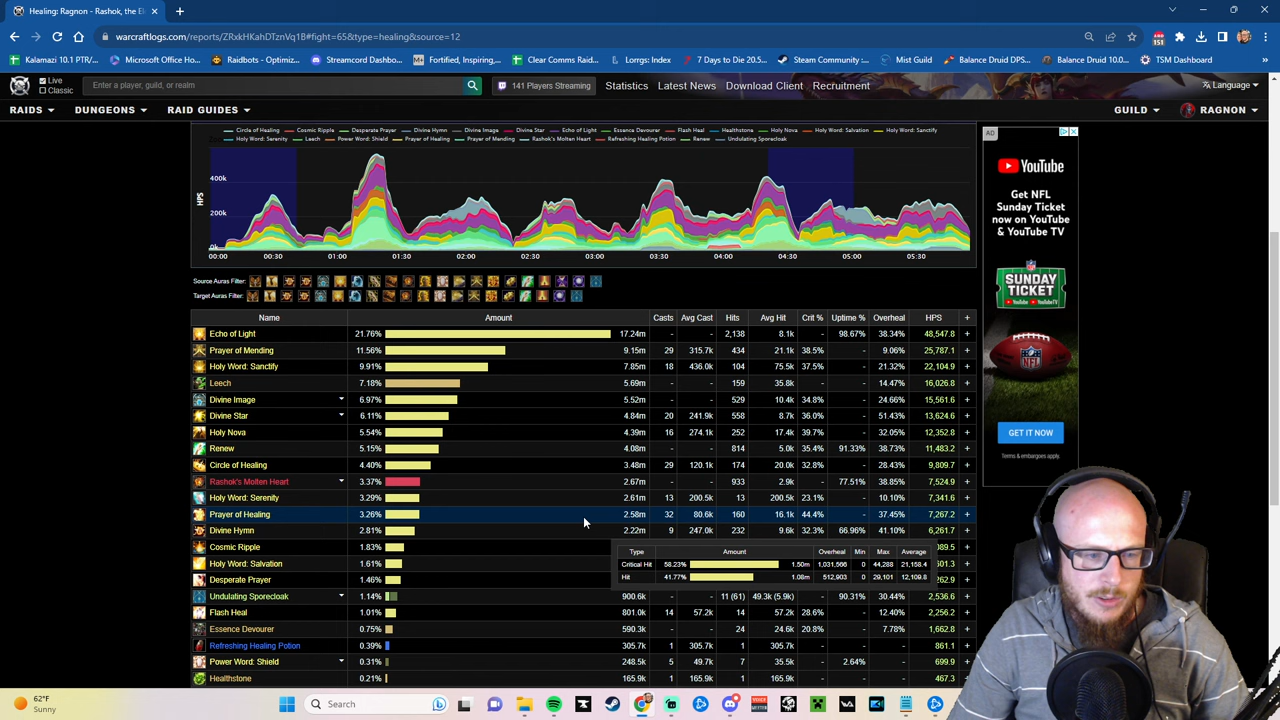 Healing: Ragnon - Rashok, the El
warcraftlogs.com/reports/ZRxkHKahDTznVq1B#fight=65&type=healing&source=12
Kalamazi 10.1 PTR/... Microsoft Office Ho... Raidbots - Optimiz... Streamcord Dashbo... Fortified, Inspiring,... Clear Comms Raid... Lorrgs: Index 7 Days to Die 20.5... Steam Community :... Mist Guild Balance Druid DPS... Balance Druid 10.0... TSM Dashboard
Live
Classic
Enter a player, guild, or realm
141 Players Streaming Statistics Latest News Download Client Recruitment Language
RAIDS DUNGEONS RAID GUIDES GUILD RAGNON
Circle of Healing Cosmic Ripple Desperate Prayer Divine Hymn Divine Image Divine Star Echo of Light Essence Devourer Flash Heal Healthstone Holy Nova Holy Word: Salvation Holy Word: Sanctify
Holy Word: Serenity Leech Power Word: Shield Prayer of Healing Prayer of Mending Rashok's Molten Heart Refreshing Healing Potion Renew Undulating Sporecloak
HPS
400k
200k
0k
00:00 00:30 01:00 01:30 02:00 02:30 03:00 03:30 04:00 04:30 05:00 05:30
Source Auras Filter:
Target Auras Filter:
Name Amount Casts Avg Cast Hits Avg Hit Crit % Uptime % Overheal HPS +
Echo of Light 21.76% 17.24m - - 2,138 8.1k - 98.67% 38.34% 48,547.8 +
Prayer of Mending 11.56% 9.15m 29 315.7k 434 21.1k 38.5% - 9.06% 25,787.1 +
Holy Word: Sanctify 9.91% 7.85m 18 436.0k 104 75.5k 37.5% - 21.32% 22,104.9 +
Leech 7.18% 5.69m - - 159 35.8k - - 14.47% 16,026.8 +
Divine Image 6.97% 5.52m - - 529 10.4k 34.8% - 24.66% 15,561.6 +
Divine Star 6.11% 4.84m 20 241.9k 558 8.7k 36.0% - 51.43% 13,624.6 +
Holy Nova 5.54% 4.39m 16 274.1k 252 17.4k 39.7% - 32.05% 12,352.8 +
Renew 5.15% 4.08m - - 814 5.0k 35.4% 91.33% 38.73% 11,483.2 +
Circle of Healing 4.40% 3.48m 29 120.1k 174 20.0k 32.8% - 28.43% 9,809.7 +
Rashok's Molten Heart 3.37% 2.67m - - 933 2.9k - 77.51% 38.85% 7,524.9 +
Holy Word: Serenity 3.29% 2.61m 13 200.5k 13 200.5k 23.1% - 10.10% 7,341.6 +
Prayer of Healing 3.26% 2.58m 32 80.6k 160 16.1k 44.4% - 37.45% 7,267.2 +
Divine Hymn 2.81% 2.22m 9 247.0k 232 9.6k 32.3% 66.96% 41.10% 6,261.7 +
Cosmic Ripple 1.83% 089.5 +
Type Amount Overheal Min Max Average
Holy Word: Salvation 1.61% 601.3 +
Critical Hit 58.23% 1.50m 1,031,566 0 44,288 21,158.4
Desperate Prayer 1.46% 262.9 +
Hit 41.77% 1.08m 512,903 0 29,101 12,109.8
Undulating Sporecloak 1.14% 900.6k - - 11 (61) 49.3k (5.9k) - 90.31% 30.44% 2,536.6 +
Flash Heal 1.01% 801.0k 14 57.2k 14 57.2k 28.6% - 12.40% 2,256.2 +
Essence Devourer 0.75% 590.3k - - 24 24.6k 20.8% - 7.78% 1,662.8 +
Refreshing Healing Potion 0.39% 305.7k 1 305.7k 1 305.7k - - - 861.1 +
Power Word: Shield 0.31% 248.5k 5 49.7k 7 35.5k - 2.64% - 699.9 +
Healthstone 0.21% 165.9k 1 165.9k 1 165.9k - - - 467.3 +
AD
YouTube
Get NFL
Sunday Ticket
now on YouTube
& YouTube TV
NFL
SUNDAY
TICKET
GET IT NOW
Terms & embargoes apply.
62°F
Sunny
Search